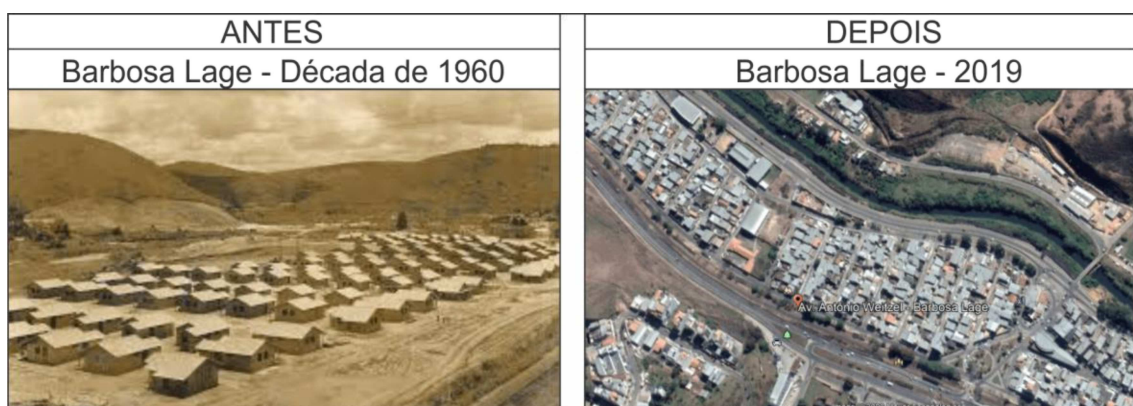 ANTES
Barbosa Lage - Década de 1960
DEPOIS
Barbosa Lage - 2019
Av. Antônio Weitzel - Barbosa Lage